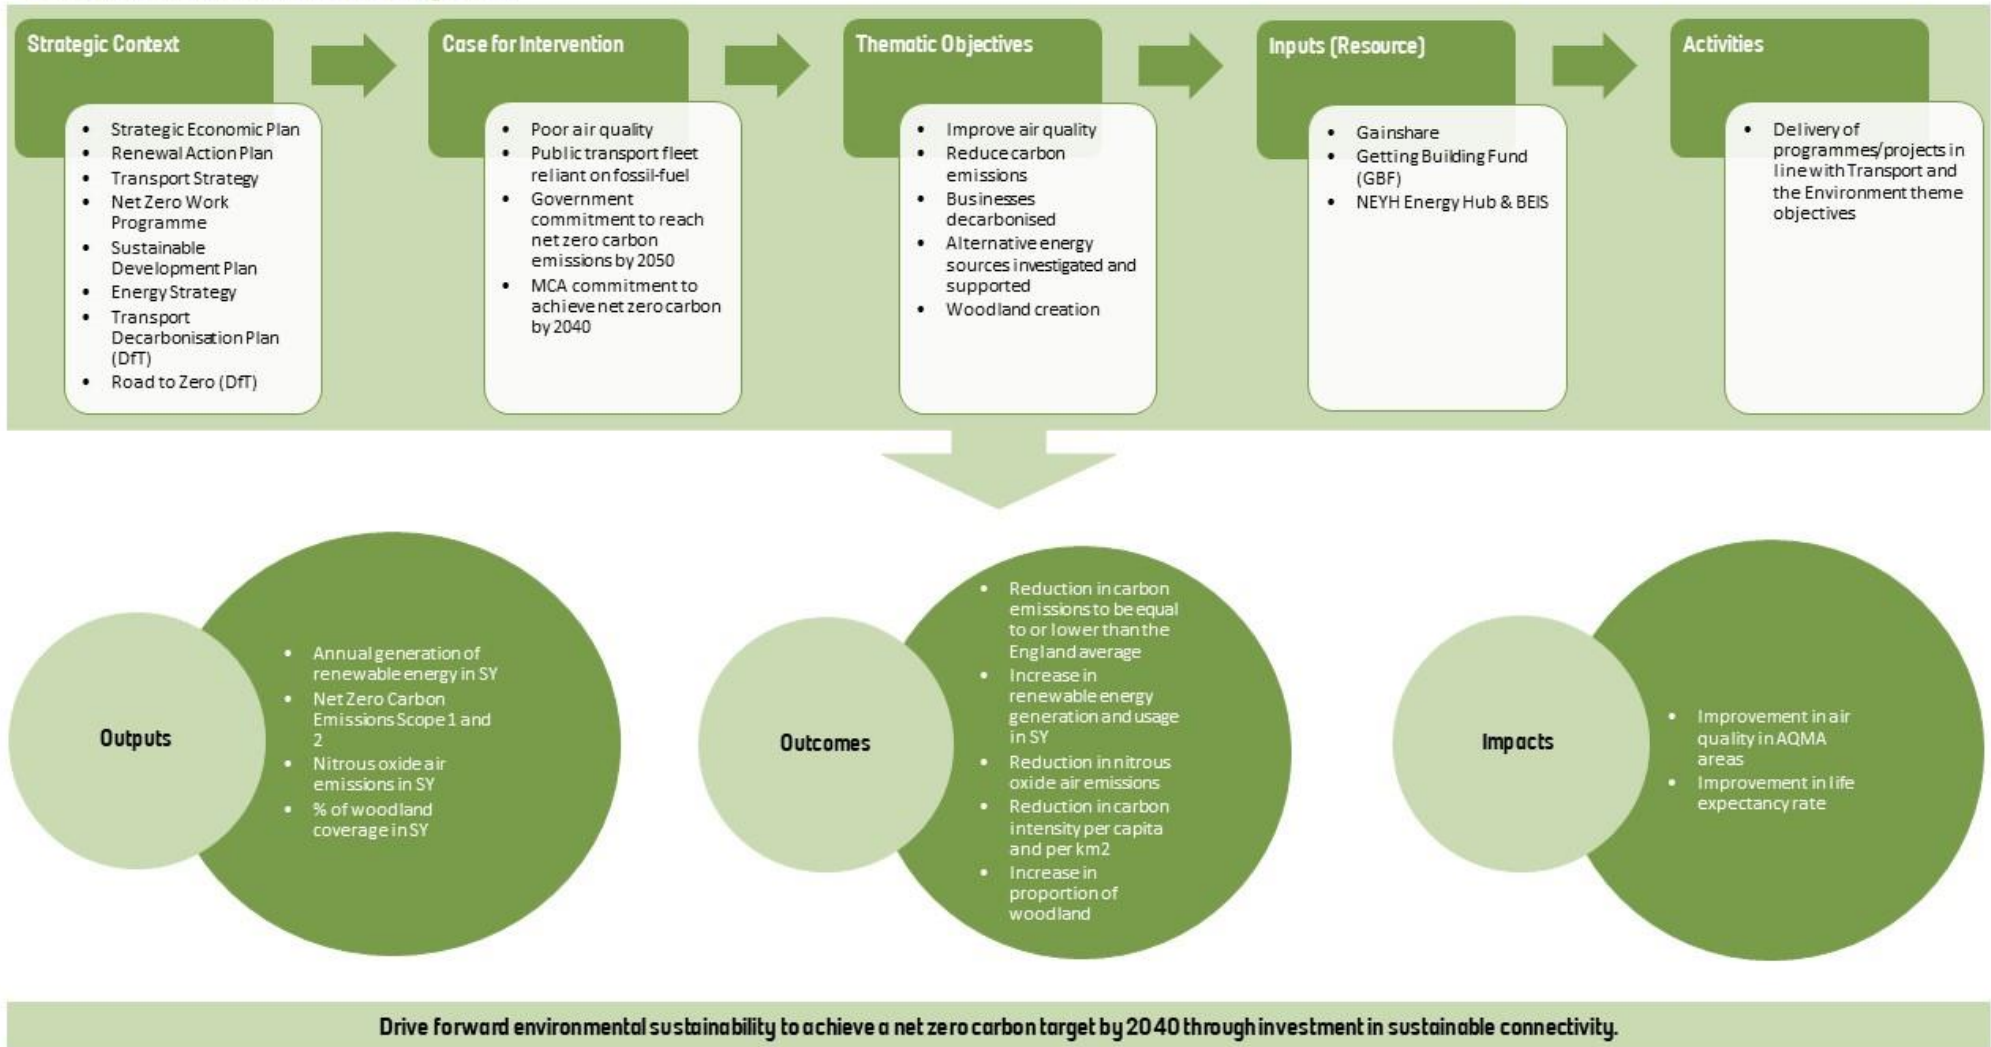 Strategic Context
Strategic Economic Plan
Renewal Action Plan
Transport Strategy
Net Zero Work
Programme
Sustainable
Development Plan
Energy Strategy
Transport
Decarbonisation Plan
(DfT)
Road to Zero (DfT)
Case for Intervention
Poor air quality
Public transport fleet
reliant on fossil-fuel
Government
commitment to reach
net zero carbon
emissions by 2050
MCA commitment to
achieve net zero carbon
by 2040
Thematic Objectives
Improve air quality
Reduce carbon
emissions
Businesses
decarbonised
Alternative energy
sources investigated and
supported
Woodland creation
Inputs (Resource)
Gainshare
Getting Building Fund
(GBF)
NEYH Energy Hub & BEIS
Activities
Delivery of
programmes/projects in
line with Transport and
the Environment theme
objectives
Outputs
Annual generation of
renewable energy in SY
Net Zero Carbon
Emissions Scope 1 and
2
Nitrous oxide air
emissions in SY
% of woodland
coverage in SY
Outcomes
Reduction in carbon
emissions to be equal
to or lower than the
England average
Increase in
renewable energy
generation and usage
in SY
Reduction in nitrous
oxide air emissions
Reduction in carbon
intensity per capita
and per km2
Increase in
proportion of
woodland
Impacts
Improvement in air
quality in AQMA
areas
Improvement in life
expectancy rate
Drive forward environmental sustainability to achieve a net zero carbon target by 2040 through investment in sustainable connectivity.